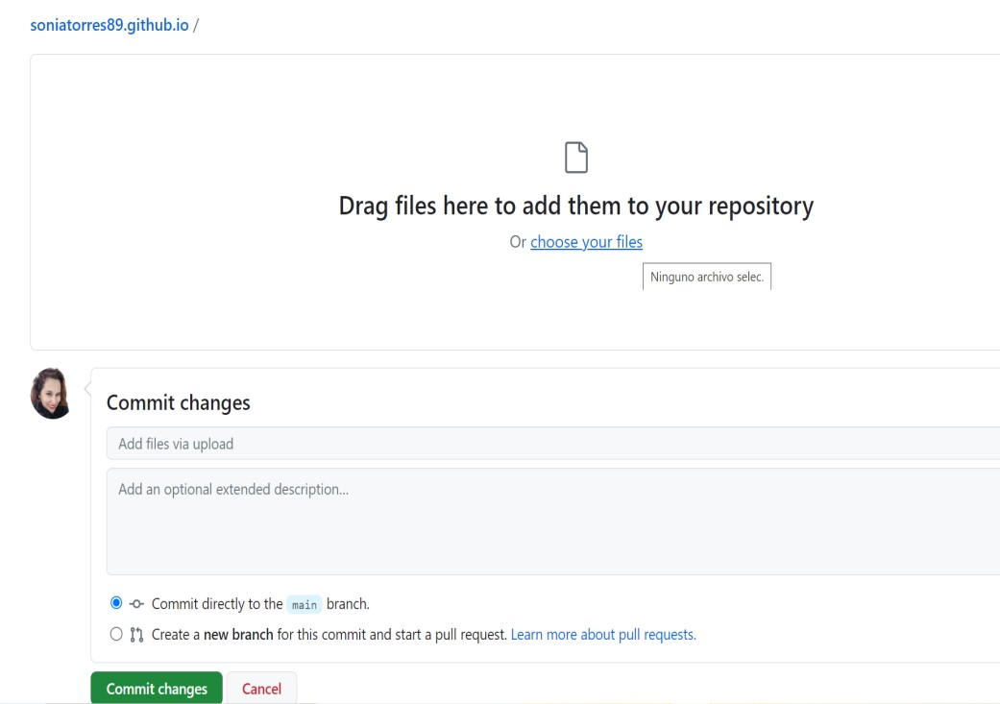 soniatorres89.github.io /
Drag files here to add them to your repository
Or choose your files
Ninguno archivo selec.
Commit changes
Add files via upload
Add an optional extended description...
Commit directly to the main branch.
Create a new branch for this commit and start a pull request. Learn more about pull requests.
Commit changes Cancel